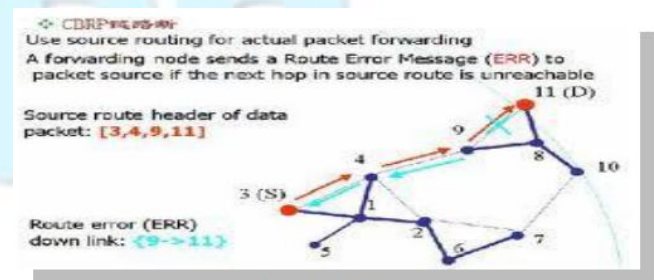 CBRP
Use source routing for actual packet forwarding
A forwarding node sends a Route Error Message (ERR) to
packet source if the next hop in source route is unreachable
11 (D)
Source route header of data
packet: [3,4,9,11]
9
8
10
4
3 (S)
1
2
Route error (ERR)
down link: {9->11}
5
6
7